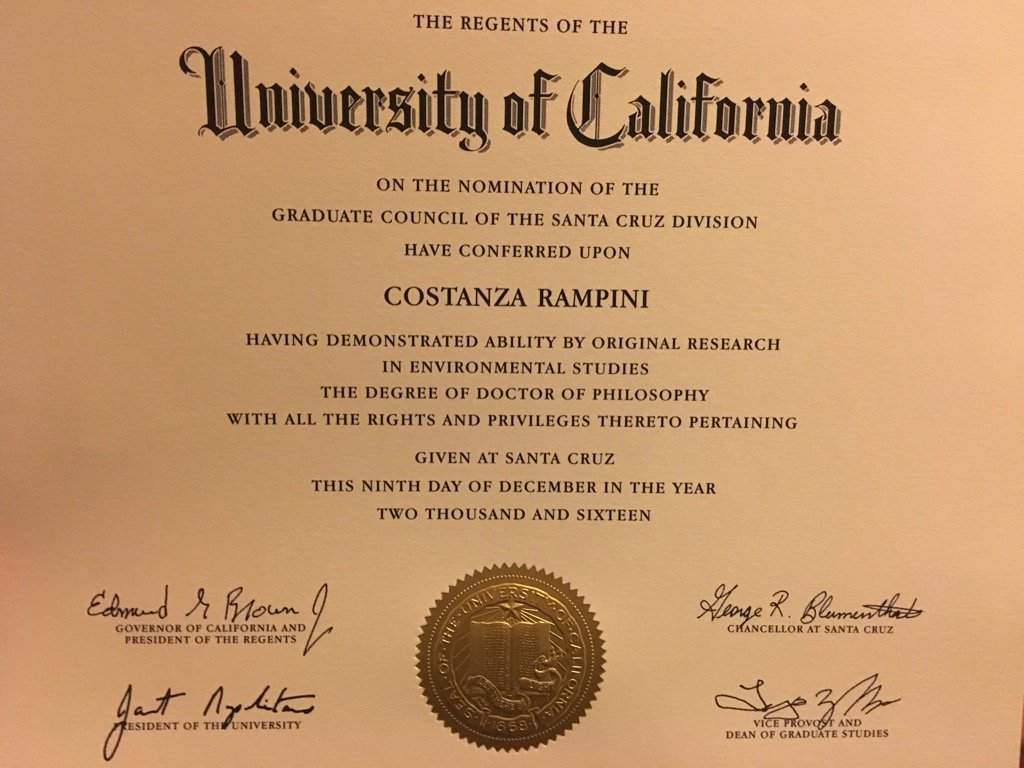 THE REGENTS OF THE
University of California
ON THE NOMINATION OF THE
GRADUATE COUNCIL OF THE SANTA CRUZ DIVISION
HAVE CONFERRED UPON
COSTANZA RAMPINI
HAVING DEMONSTRATED ABILITY BY ORIGINAL RESEARCH
IN ENVIRONMENTAL STUDIES
THE DEGREE OF DOCTOR OF PHILOSOPHY
WITH ALL THE RIGHTS AND PRIVILEGES THERETO PERTAINING
GIVEN AT SANTA CRUZ
THIS NINTH DAY OF DECEMBER IN THE YEAR
TWO THOUSAND AND SIXTEEN
Edmund G Brown Jr
GOVERNOR OF CALIFORNIA AND
PRESIDENT OF THE REGENTS
George R. Blumenthal
CHANCELLOR AT SANTA CRUZ
SEAL OF THE UNIVERSITY OF CALIFORNIA
1868
Janet Napolitano
PRESIDENT OF THE UNIVERSITY
VICE PROVOST AND
DEAN OF GRADUATE STUDIES